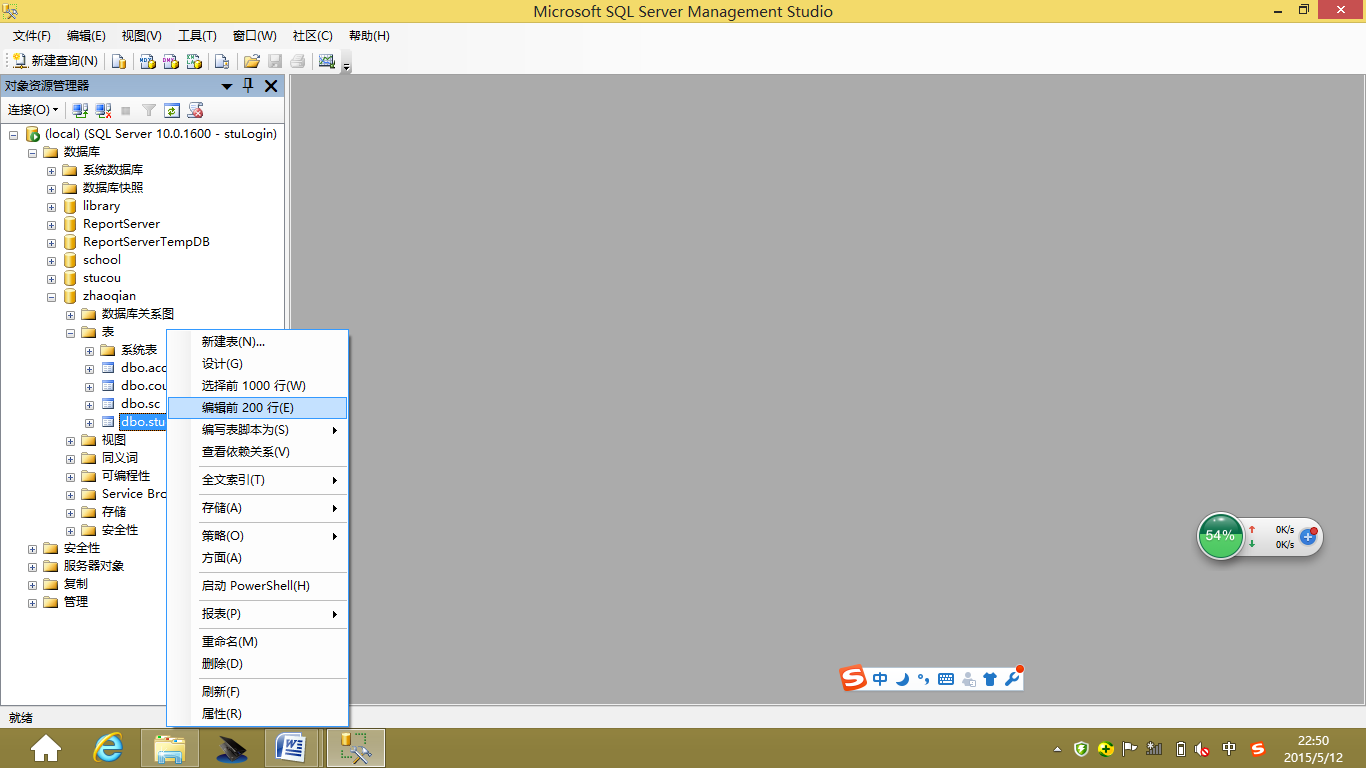 Microsoft SQL Server Management Studio
文件(F) 编辑(E) 视图(V) 工具(T) 窗口(W) 社区(C) 帮助(H)
新建查询(N)
对象资源管理器
连接(O)
(local) (SQL Server 10.0.1600 - stuLogin)
数据库
系统数据库
数据库快照
library
ReportServer
ReportServerTempDB
school
stucou
zhaoqian
数据库关系图
表
系统表
dbo.acc
dbo.cou
dbo.sc
dbo.stu
视图
同义词
可编程性
Service Bro
存储
安全性
安全性
服务器对象
复制
管理
新建表(N)...
设计(G)
选择前 1000 行(W)
编辑前 200 行(E)
编写表脚本为(S)
查看依赖关系(V)
全文索引(T)
存储(A)
策略(O)
方面(A)
启动 PowerShell(H)
报表(P)
重命名(M)
删除(D)
刷新(F)
属性(R)
54%
0K/s
0K/s
S 中
就绪
中 S
22:50
2015/5/12